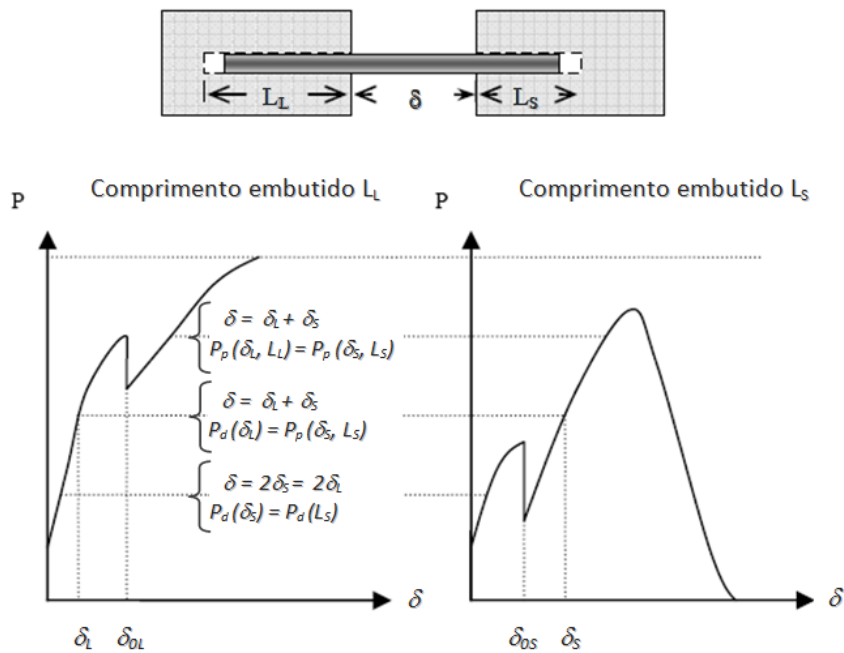 L_L δ L_S
P Comprimento embutido L_L
P Comprimento embutido L_S
δ = δ_L + δ_S
P_p (δ_L, L_L) = P_p (δ_S, L_S)
δ = δ_L + δ_S
P_d (δ_L) = P_p (δ_S, L_S)
δ = 2δ_S = 2δ_L
P_d (δ_S) = P_d (L_S)
δ
δ_L δ_0L
δ
δ_0S δ_S